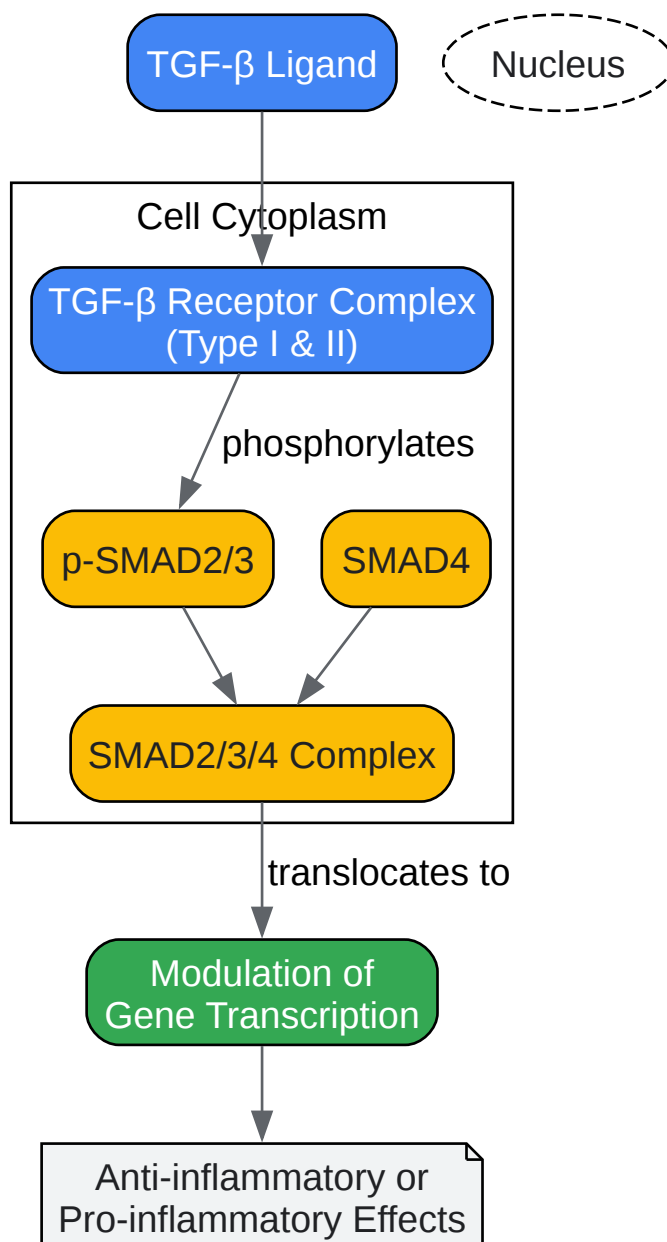 TGF-β Ligand
Nucleus
Cell Cytoplasm
TGF-β Receptor Complex
(Type I & II)
phosphorylates
p-SMAD2/3
SMAD4
SMAD2/3/4 Complex
translocates to
Modulation of
Gene Transcription
Anti-inflammatory or
Pro-inflammatory Effects